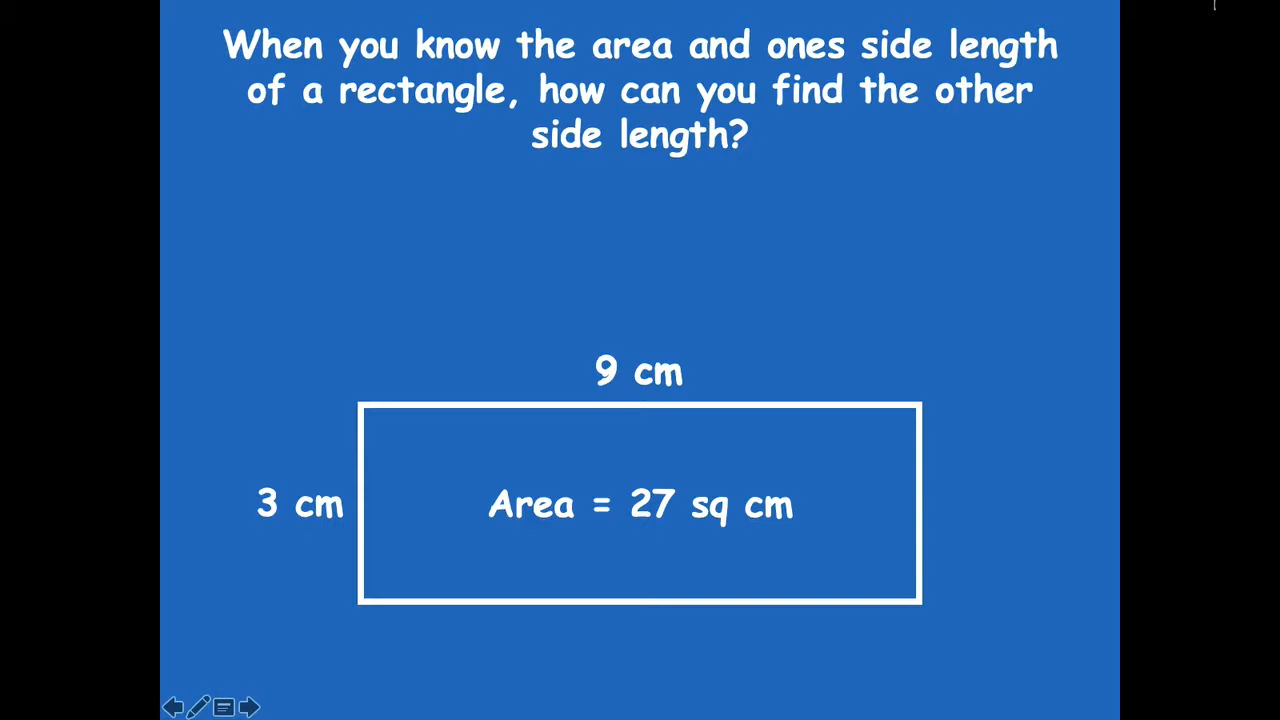 When you know the area and ones side length
of a rectangle, how can you find the other
side length?
9 cm
3 cm
Area = 27 sq cm